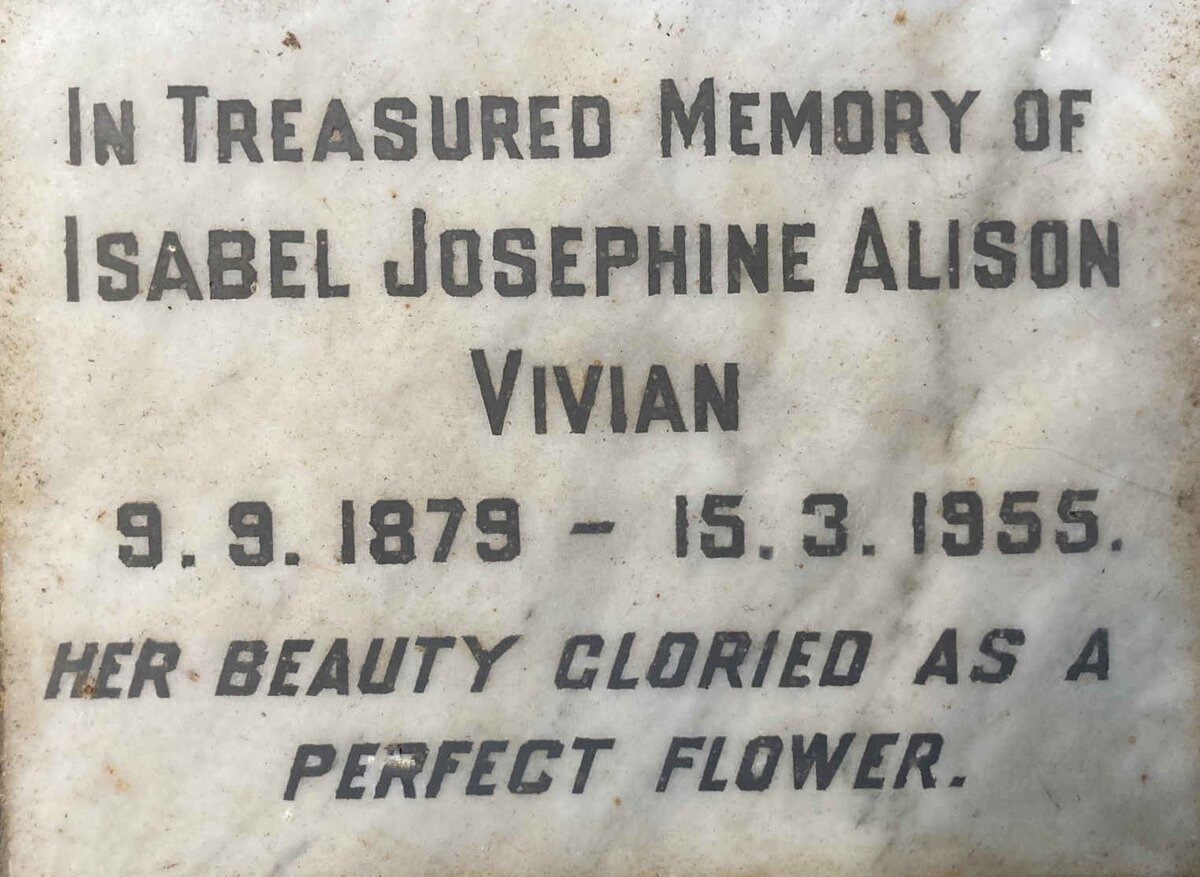 IN TREASURED MEMORY OF
ISABEL JOSEPHINE ALISON
VIVIAN
9. 9. 1879 - 15. 3. 1955.
HER BEAUTY GLORIED AS A
PERFECT FLOWER.